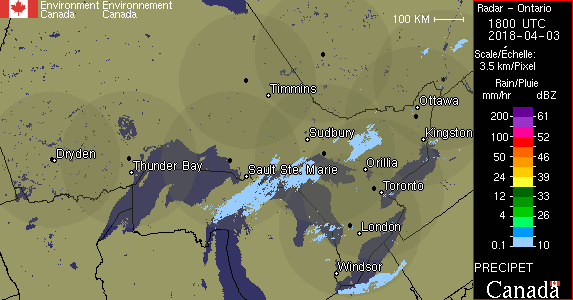 Environment Environnement
Canada Canada
100 KM
Timmins
Ottawa
Sudbury
Kingston
Dryden
Thunder Bay
Sault Ste. Marie
Orillia
Toronto
London
Windsor
Radar - Ontario
1800 UTC
2018-04-03
Scale/Échelle:
3.5 km/Pixel
Rain/Pluie
mm/hr dBZ
200 61
100 52
50 46
24 39
12 33
4 26
0.1 10
PRECIPET
Canada